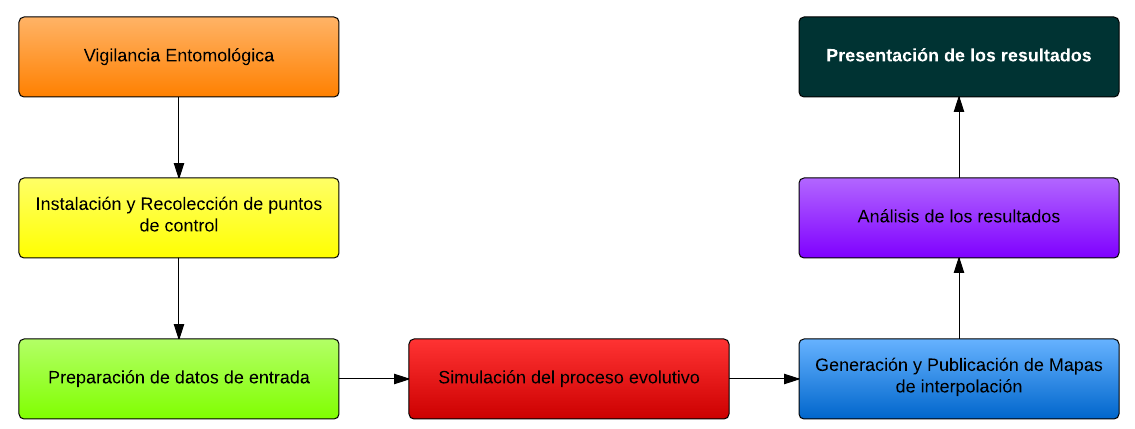 Vigilancia Entomológica
Instalación y Recolección de puntos
de control
Preparación de datos de entrada
Simulación del proceso evolutivo
Generación y Publicación de Mapas
de interpolación
Análisis de los resultados
Presentación de los resultados